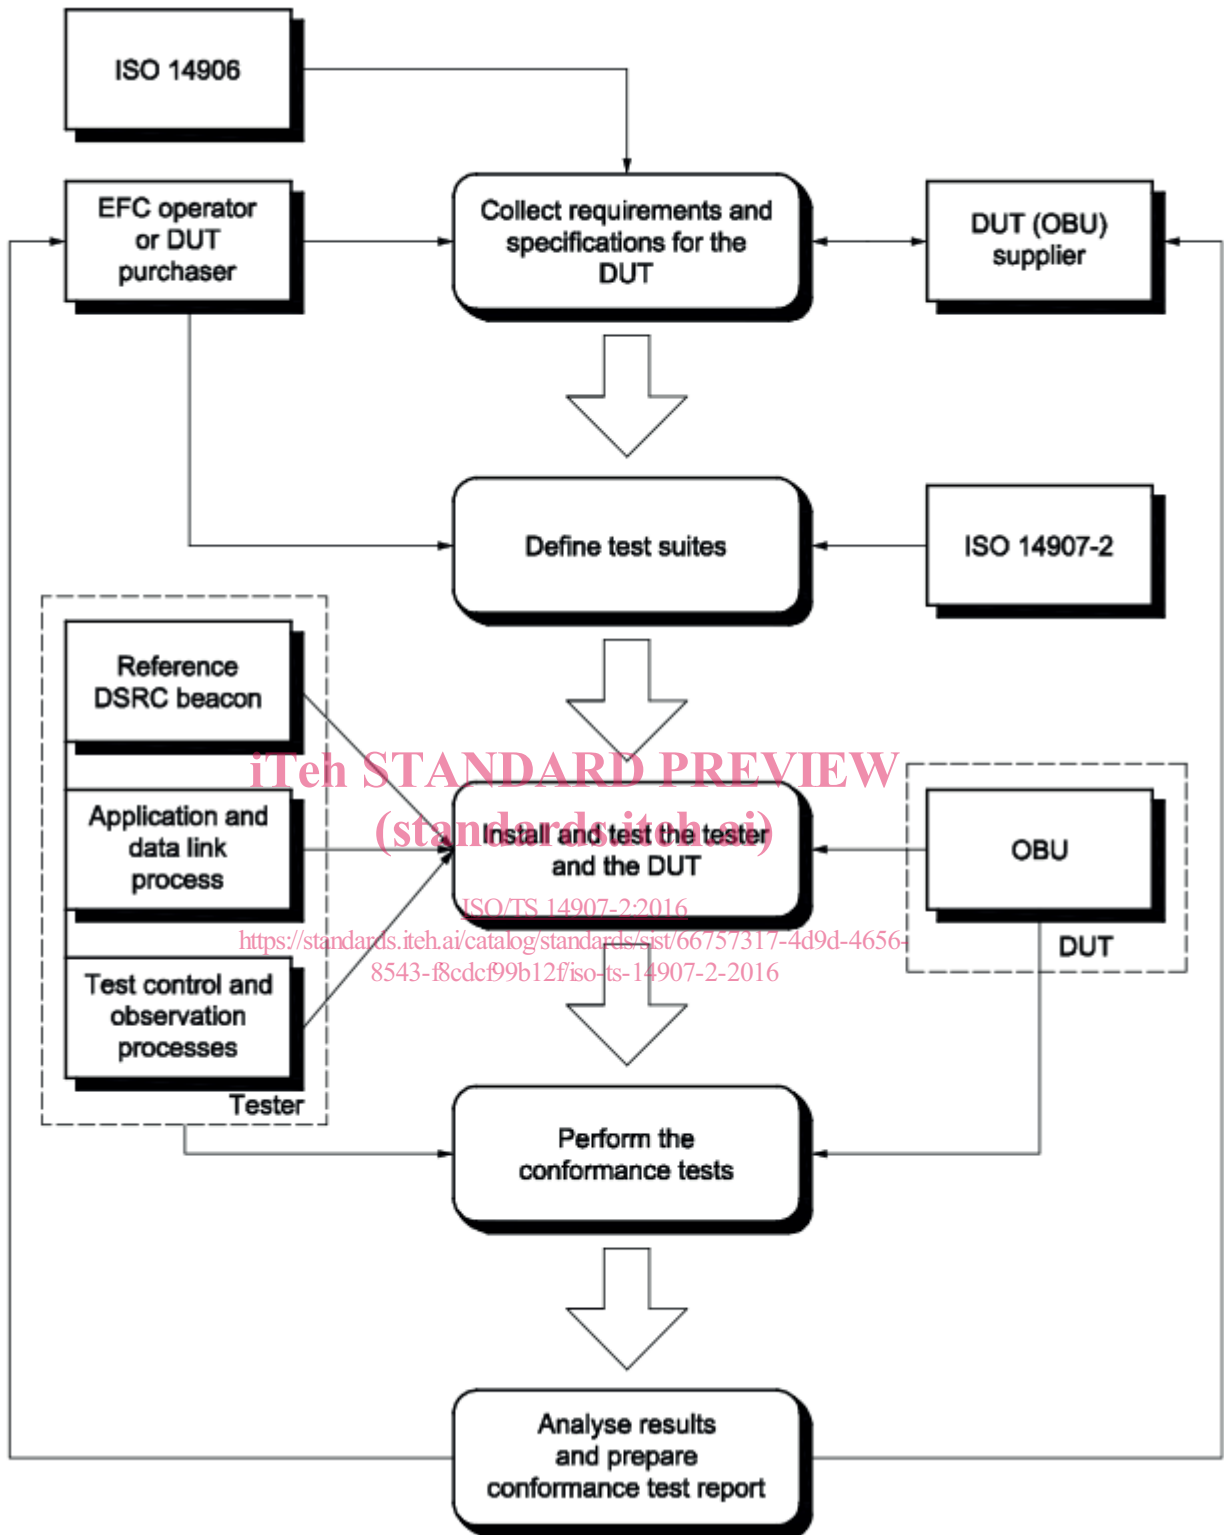 ISO 14906
EFC operator
or DUT
purchaser
Collect requirements and
specifications for the
DUT
DUT (OBU)
supplier
Define test suites
ISO 14907-2
Reference
DSRC beacon
iTeh STANDARD PREVIEW
(standards.iteh.ai)
Application and
data link
process
Install and test the tester
and the DUT
OBU
DUT
ISO/TS 14907-2:2016
https://standards.iteh.ai/catalog/standards/sist/66757317-4d9d-4656-
8543-f8cdcf99b12f/iso-ts-14907-2-2016
Test control and
observation
processes
Tester
Perform the
conformance tests
Analyse results
and prepare
conformance test report